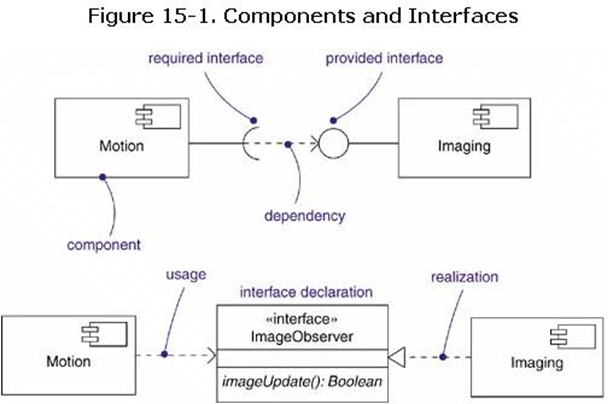 Figure 15-1. Components and Interfaces
required interface
provided interface
Motion
Imaging
dependency
component
usage
interface declaration
realization
«interface»
ImageObserver
Motion
Imaging
imageUpdate(): Boolean